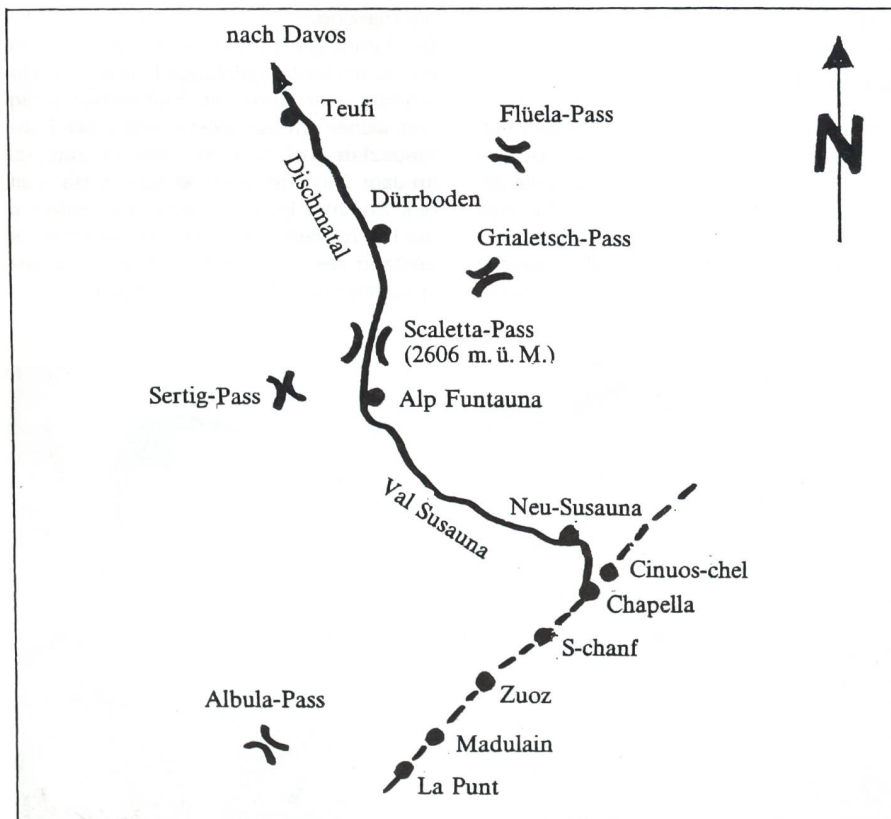 nach Davos
Teufi
Flüela-Pass
N
Dischmatal
Dürrboden
Grialetsch-Pass
Scaletta-Pass
(2606 m. ü. M.)
Sertig-Pass
Alp Funtauna
Val Susauna
Neu-Susauna
Cinuos-chel
Chapella
S-chanf
Zuoz
Albula-Pass
Madulain
La Punt